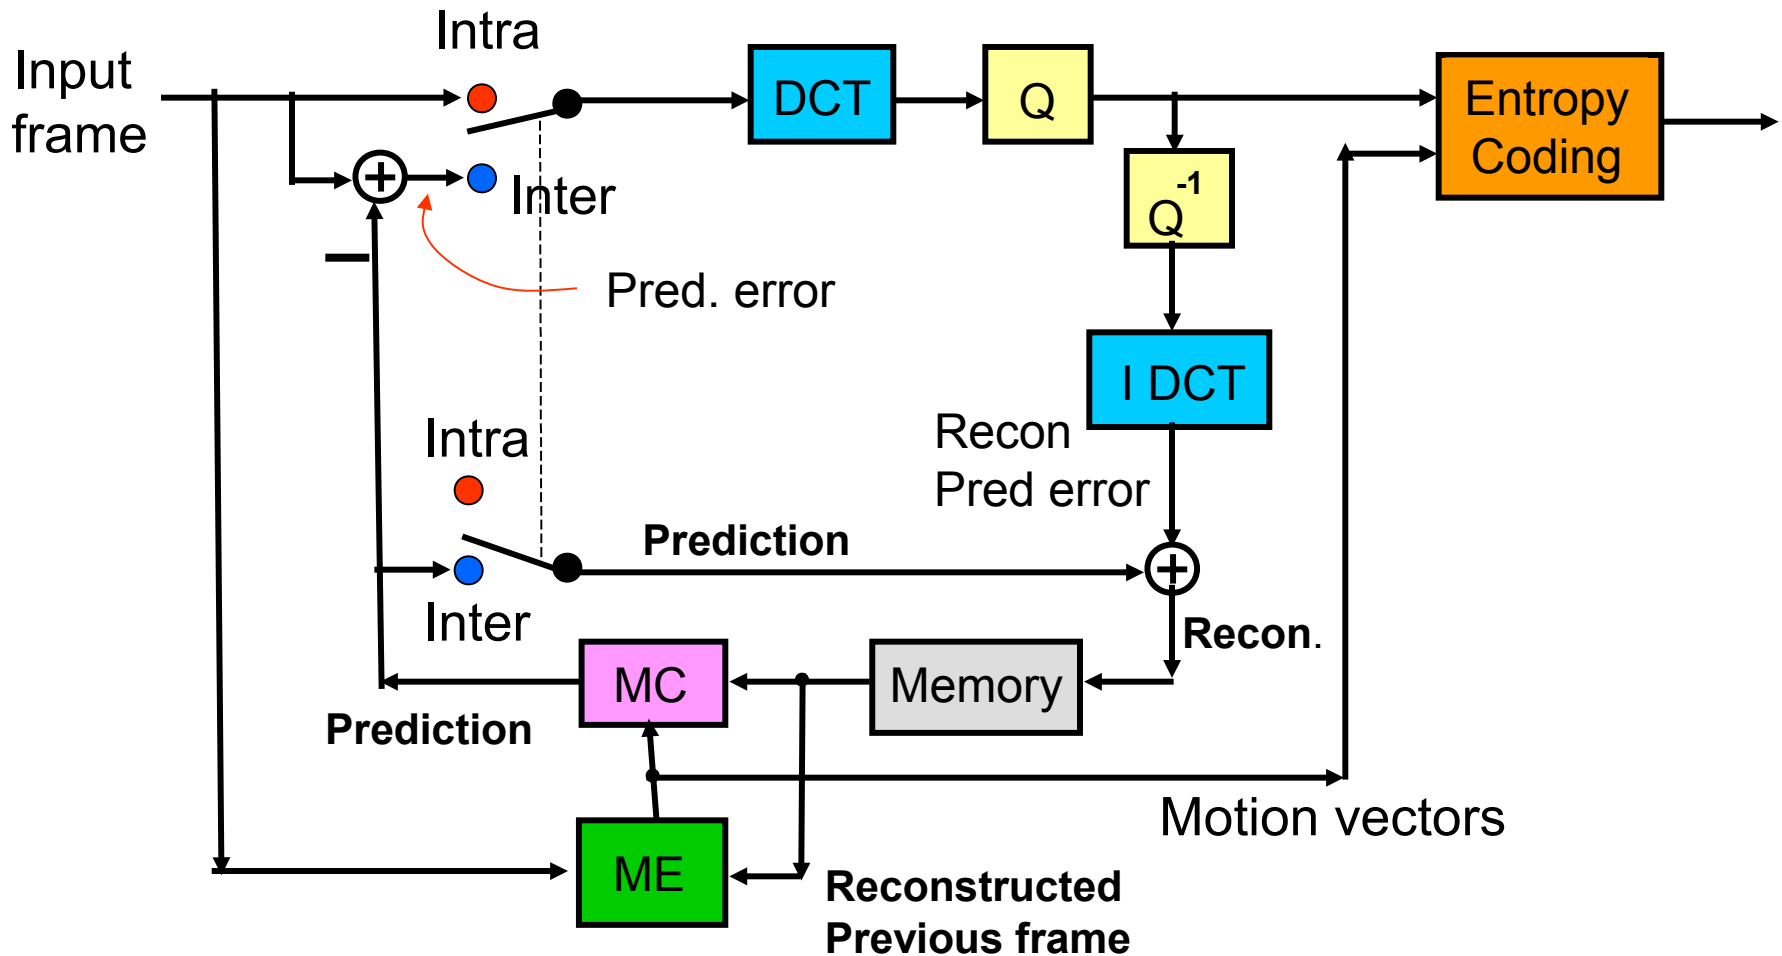 Intra
Input
frame
DCT
Q
Entropy
Coding
Inter
-1
Q
Pred. error
I DCT
Intra
Recon
Pred error
Prediction
Inter
Recon.
MC
Memory
Prediction
Motion vectors
ME
Reconstructed
Previous frame